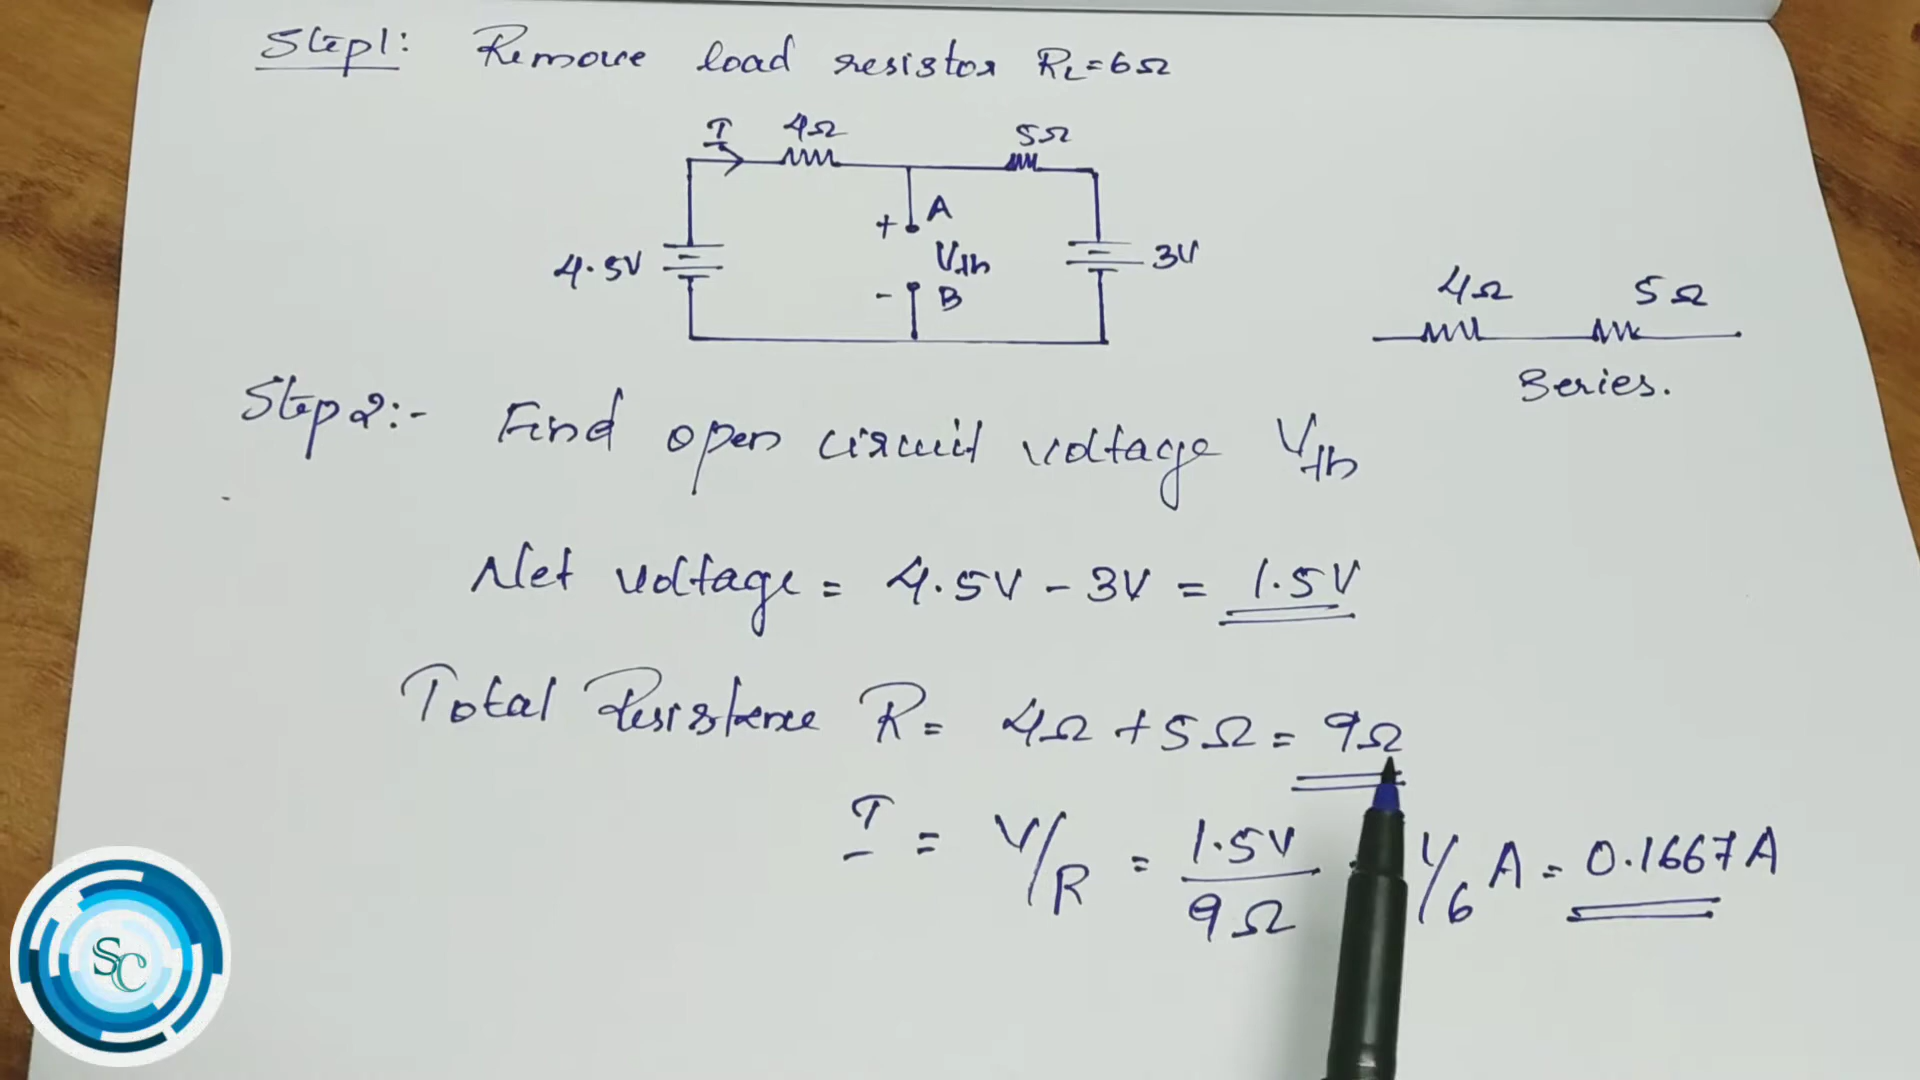 Step1: Remove load resistor RL=6Ω
I 4Ω 5Ω
+ A
4.5V Vth 3V
- B
4Ω 5Ω
Series.
Step2:- Find open circuit voltage Vth
Net voltage = 4.5V - 3V = 1.5V
Total Resistence R= 4Ω + 5Ω = 9Ω
I = V/R = 1.5V/9Ω 1/6 A = 0.1667A
SC